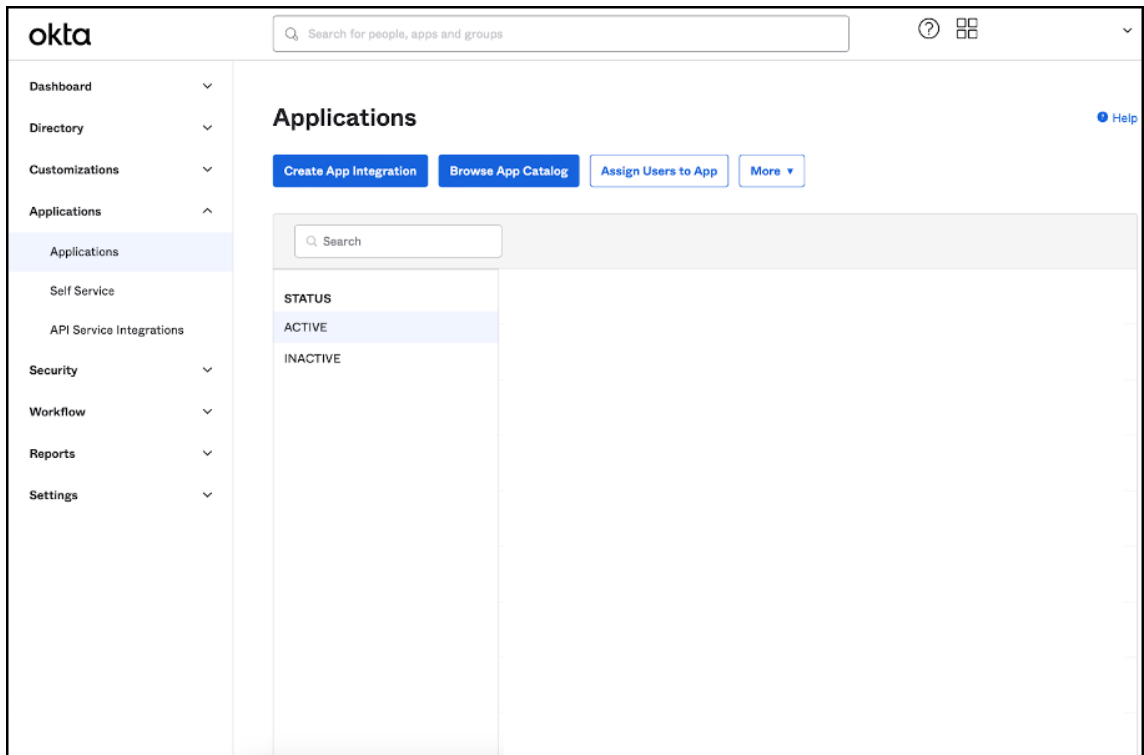 okta
Search for people, apps and groups
Dashboard
Directory
Customizations
Applications
Applications
Self Service
API Service Integrations
Security
Workflow
Reports
Settings
Applications
Help
Create App Integration
Browse App Catalog
Assign Users to App
More
Search
STATUS
ACTIVE
INACTIVE